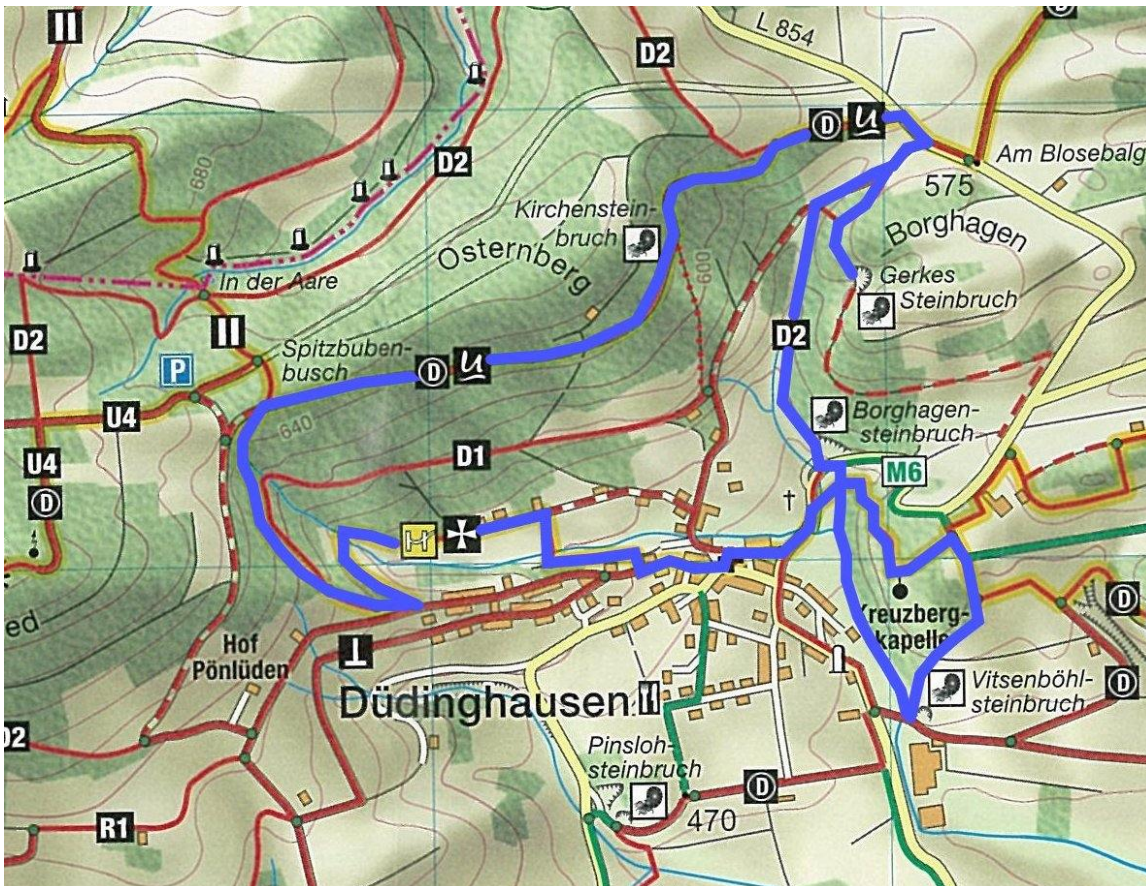 L 854
D2
D
U
Am Blosebalg
575
D2
680
Kirchenstein-
bruch
Borghagen
Osternberg
600
Gerkes
Steinbruch
In der Aare
D2
Spitzbuben-
busch
D2
P
D
U
U4
640
Borghagen-
steinbruch
U4
D1
M6
D
H
Kreuzberg-
kapelle
D
ed
Hof
Pönlüden
Düdinghausen
Vitsenböhl-
steinbruch
D
D2
Pinsloh-
steinbruch
D
R1
470